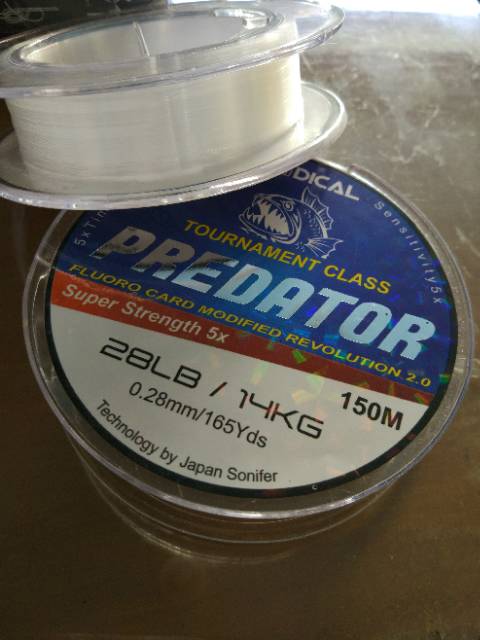 DICAL
5xTi
Sensitivity5x
TOURNAMENT CLASS
PREDATOR
FLUORO CARD MODIFIED REVOLUTION 2.0
Super Strength 5x
28LB / 14KG
150M
0.28mm/165Yds
Technology by Japan Sonifer